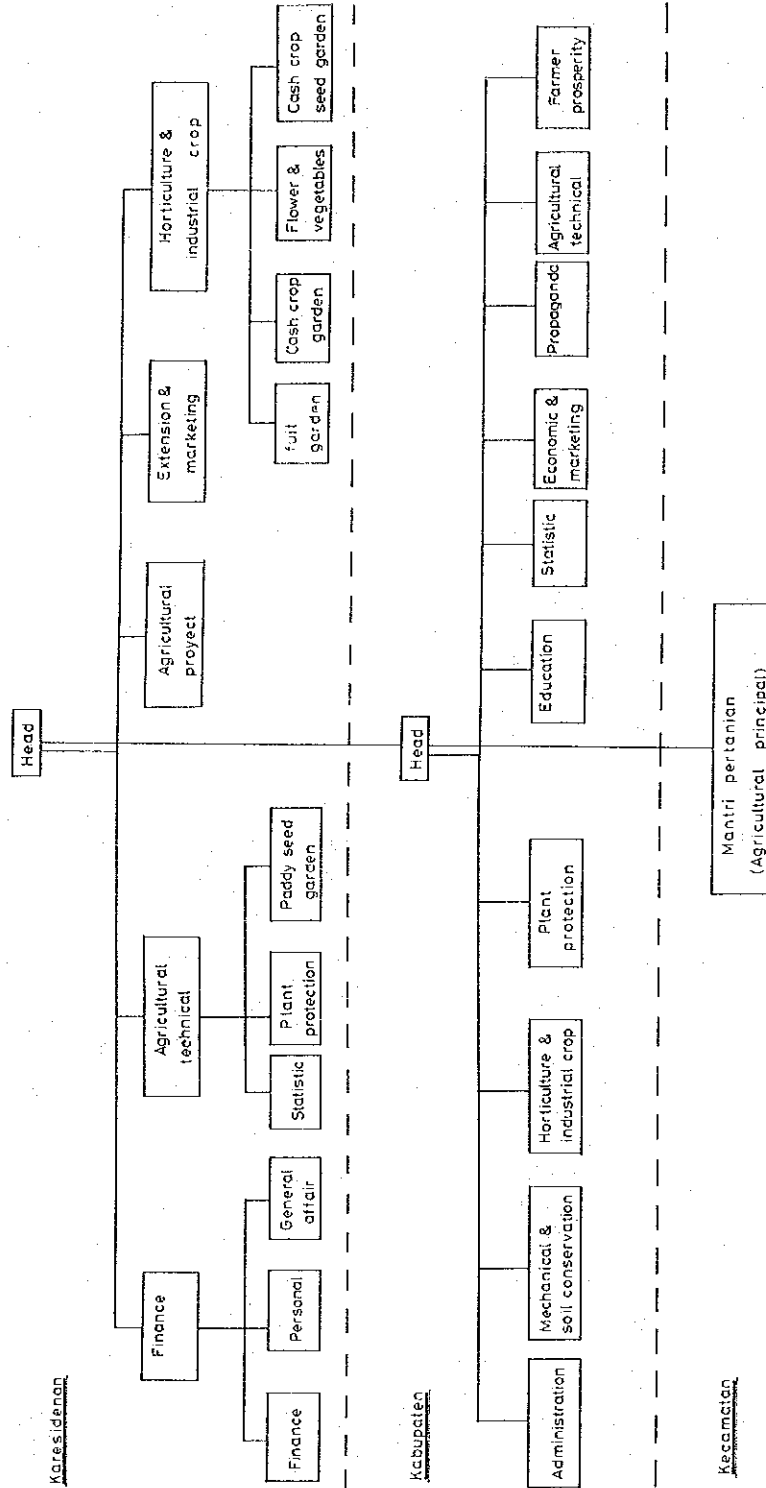 Karesidenan
Head
Finance
Agricultural
technical
Agricultural
proyect
Extension &
marketing
Horticulture &
industrial crop
Finance
Personal
General
affair
Statistic
Plant
protection
Paddy seed
garden
fuit
garden
Cash crop
garden
Flower &
vegetables
Cash crop
seed garden
Kabupaten
Head
Administration
Mechanical &
soil conservation
Horticulture &
industrial crop
Plant
protection
Education
Statistic
Economic &
marketing
Propaganda
Agricultural
technical
Farmer
prosperity
Kecamatan
Mantri pertanian
(Agricultural principal)